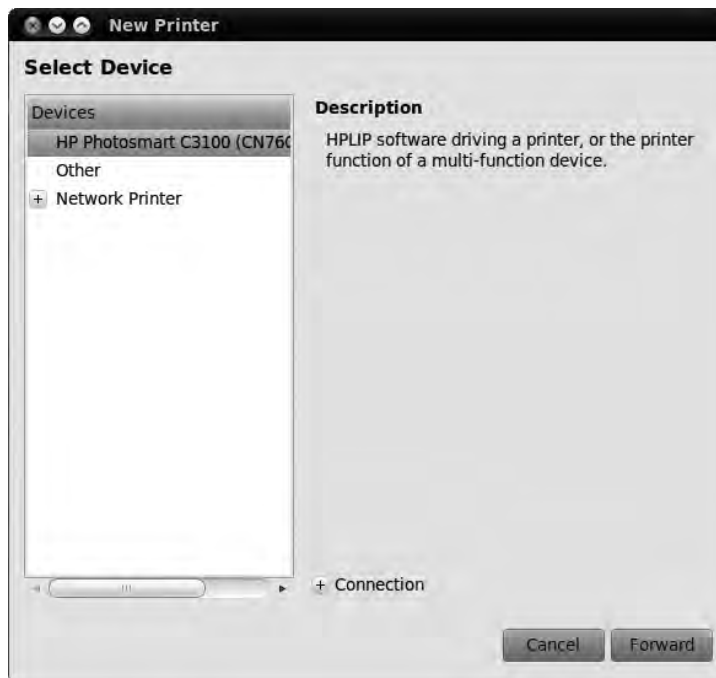 New Printer
Select Device
Devices
HP Photosmart C3100 (CN76
Other
Network Printer
Description
HPLIP software driving a printer, or the printer
function of a multi-function device.
Connection
Cancel
Forward